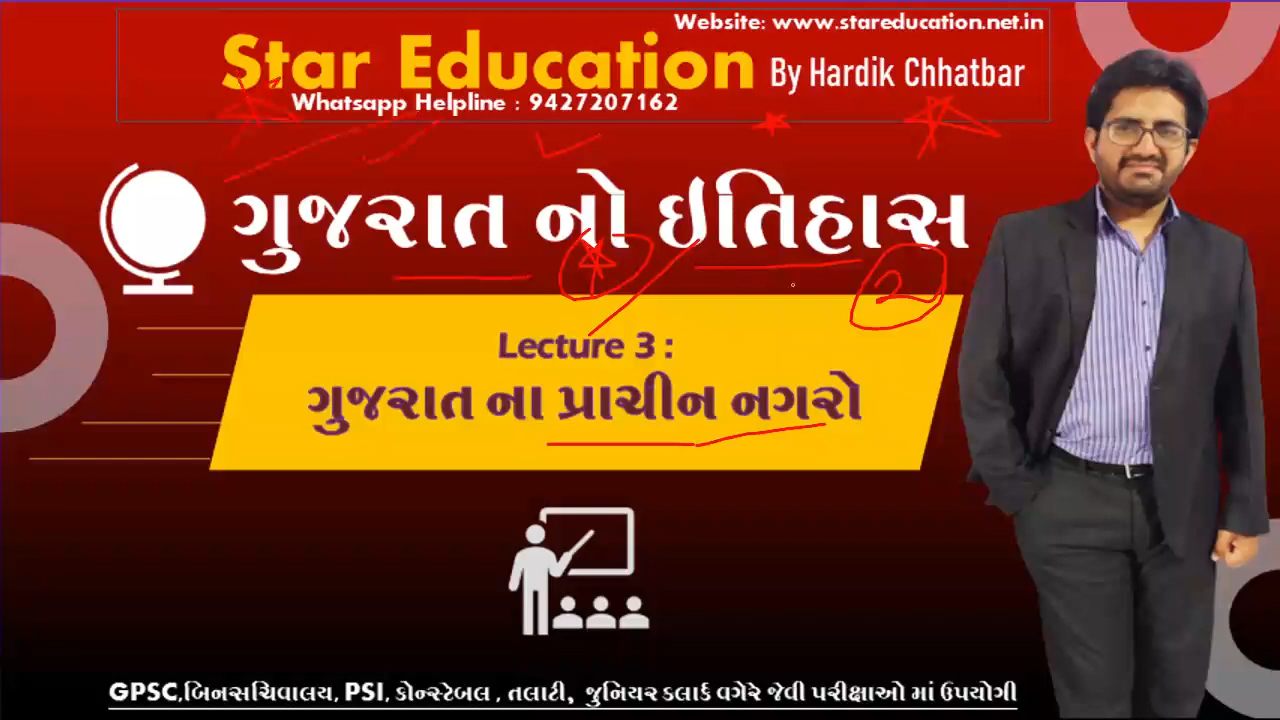 Website: www.stareducation.net.in
Star Education By Hardik Chhatbar
Whatsapp Helpline : 9427207162
ગુજરાત નો ઇતિહાસ
2
Lecture 3 :
ગુજરાત ના પ્રાચીન નગરો
GPSC,બિનસચિવાલય, PSI, કોન્સ્ટેબલ , તલાટી, જુનિયર ક્લાર્ક વગેરે જેવી પરીક્ષાઓ માં ઉપયોગી